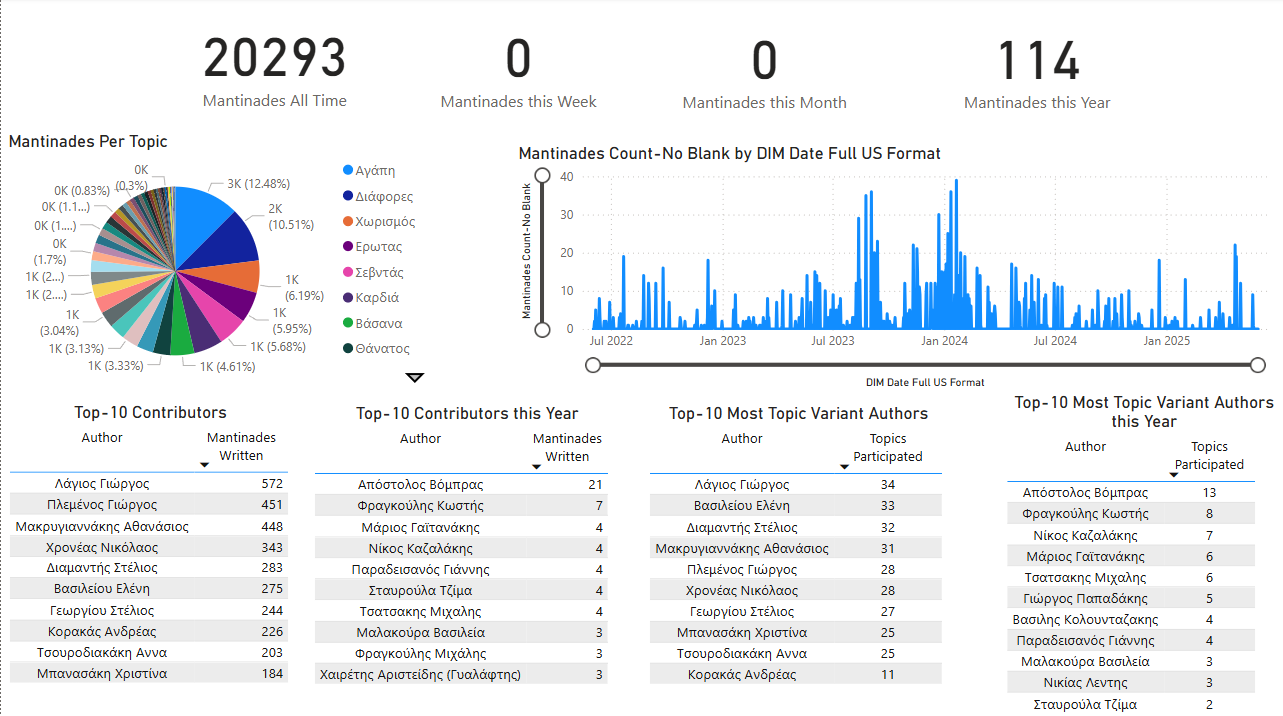 20293
Mantinades All Time
0
Mantinades this Week
0
Mantinades this Month
114
Mantinades this Year
Mantinades Per Topic
0K
(0.3%)
0K (0.83%)
0K (1.1...)
0K (1....)
0K
(1.7%)
1K (2...)
1K (2....)
1K
(3.04%)
1K (3.13%)
1K (3.33%)
3K (12.48%)
2K
(10.51%)
1K
(6.19%)
1K
(5.95%)
1K (5.68%)
1K (4.61%)
Αγάπη
Διάφορες
Χωρισμός
Ερωτας
Σεβντάς
Καρδιά
Βάσανα
Θάνατος
Mantinades Count-No Blank by DIM Date Full US Format
Mantinades Count-No Blank
40
30
20
10
0
Jul 2022
Jan 2023
Jul 2023
Jan 2024
Jul 2024
Jan 2025
DIM Date Full US Format
Top-10 Contributors
Author Mantinades
Written
Λάγιος Γιώργος 572
Πλεμένος Γιώργος 451
Μακρυγιαννάκης Αθανάσιος 448
Χρονέας Νικόλαος 343
Διαμαντής Στέλιος 283
Βασιλείου Ελένη 275
Γεωργίου Στέλιος 244
Κορακάς Ανδρέας 226
Τσουροδιακάκη Αννα 203
Μπανασάκη Χριστίνα 184
Top-10 Contributors this Year
Author Mantinades
Written
Απόστολος Βόμπρας 21
Φραγκούλης Κωστής 7
Μάριος Γαϊτανάκης 4
Νίκος Καζαλάκης 4
Παραδεισανός Γιάννης 4
Σταυρούλα Τζίμα 4
Τσατσακης Μιχαλης 4
Μαλακούρα Βασιλεία 3
Φραγκούλης Μιχάλης 3
Χαιρέτης Αριστείδης (Γυαλάφτης) 3
Top-10 Most Topic Variant Authors
Author Topics
Participated
Λάγιος Γιώργος 34
Βασιλείου Ελένη 33
Διαμαντής Στέλιος 32
Μακρυγιαννάκης Αθανάσιος 31
Πλεμένος Γιώργος 28
Χρονέας Νικόλαος 28
Γεωργίου Στέλιος 27
Μπανασάκη Χριστίνα 25
Τσουροδιακάκη Αννα 25
Κορακάς Ανδρέας 11
Top-10 Most Topic Variant Authors
this Year
Author Topics
Participated
Απόστολος Βόμπρας 13
Φραγκούλης Κωστής 8
Νίκος Καζαλάκης 7
Μάριος Γαϊτανάκης 6
Τσατσακης Μιχαλης 6
Γιώργος Παπαδάκης 5
Βασιλης Κολουνταζακης 4
Παραδεισανός Γιάννης 4
Μαλακούρα Βασιλεία 3
Νικίας Λεντης 3
Σταυρούλα Τζίμα 2